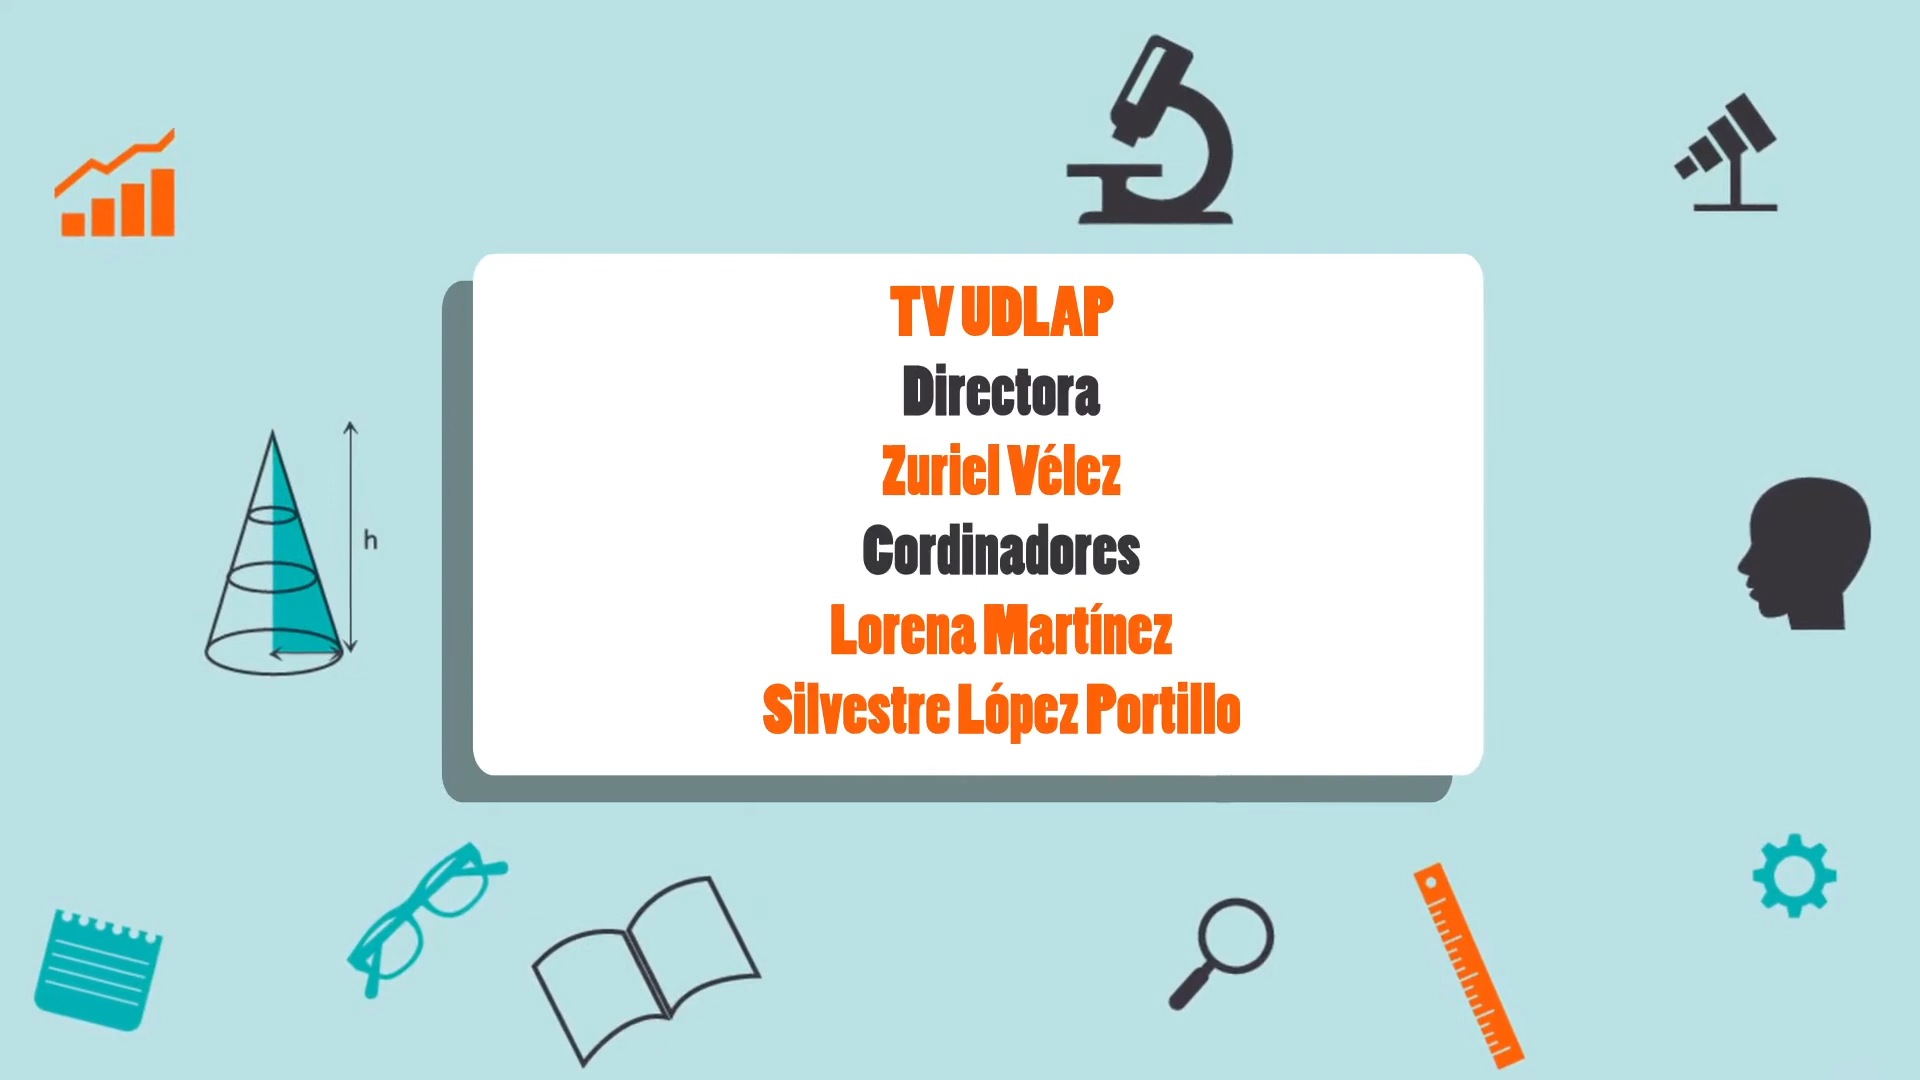 TV UDLAP
Directora
Zuriel Vélez
Cordinadores
Lorena Martínez
Silvestre López Portillo
h